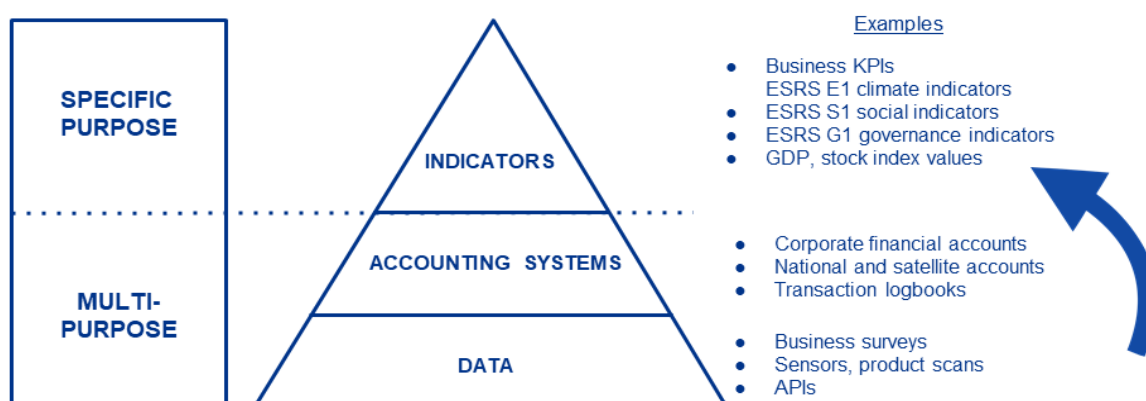 SPECIFIC
PURPOSE
MULTI-
PURPOSE
INDICATORS
ACCOUNTING SYSTEMS
DATA
Examples
● Business KPIs
ESRS E1 climate indicators
● ESRS S1 social indicators
● ESRS G1 governance indicators
● GDP, stock index values
● Corporate financial accounts
● National and satellite accounts
● Transaction logbooks
● Business surveys
● Sensors, product scans
● APIs